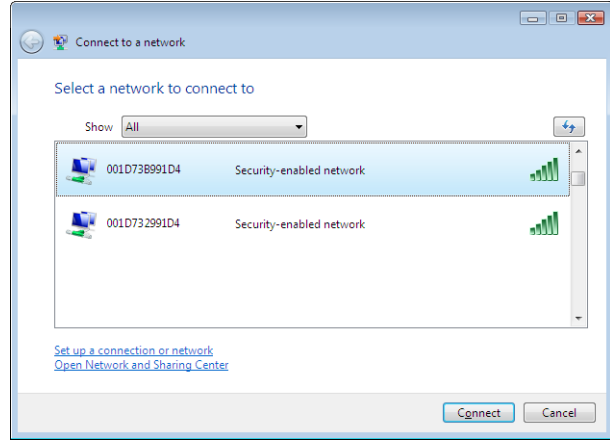 Connect to a network
Select a network to connect to
Show All
001D73B991D4 Security-enabled network
001D732991D4 Security-enabled network
Set up a connection or network
Open Network and Sharing Center
Connect Cancel